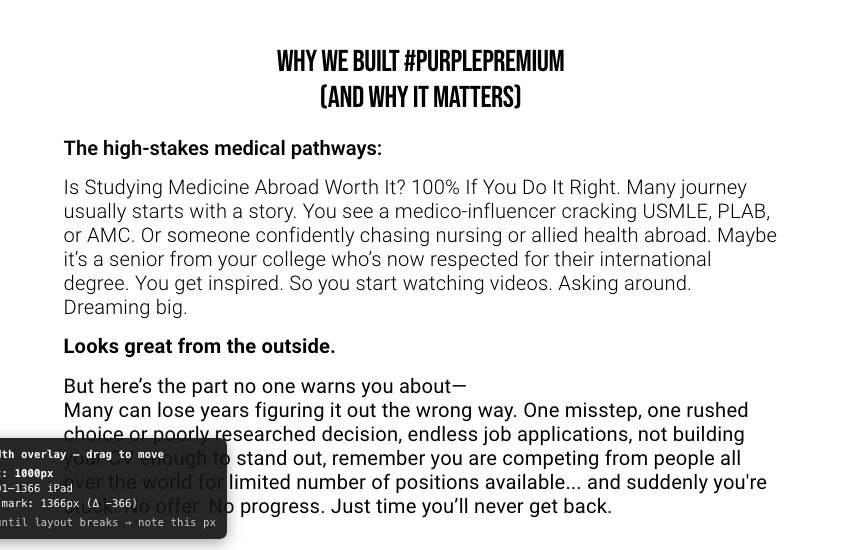 WHY WE BUILT #PURPLEPREMIUM
(AND WHY IT MATTERS)
The high-stakes medical pathways:
Is Studying Medicine Abroad Worth It? 100% If You Do It Right. Many journey
usually starts with a story. You see a medico-influencer cracking USMLE, PLAB,
or AMC. Or someone confidently chasing nursing or allied health abroad. Maybe
it’s a senior from your college who’s now respected for their international
degree. You get inspired. So you start watching videos. Asking around.
Dreaming big.
Looks great from the outside.
But here’s the part no one warns you about—
Many can lose years figuring it out the wrong way. One misstep, one rushed
choice or poorly researched decision, endless job applications, not building
your CV enough to stand out, remember you are competing from people all
over the world for limited number of positions available... and suddenly you're
stuck. No offer. No progress. Just time you’ll never get back.
overlay — drag to move
: 1000px
–1366 iPad
mark: 1366px (Δ −366)
until layout breaks → note this px